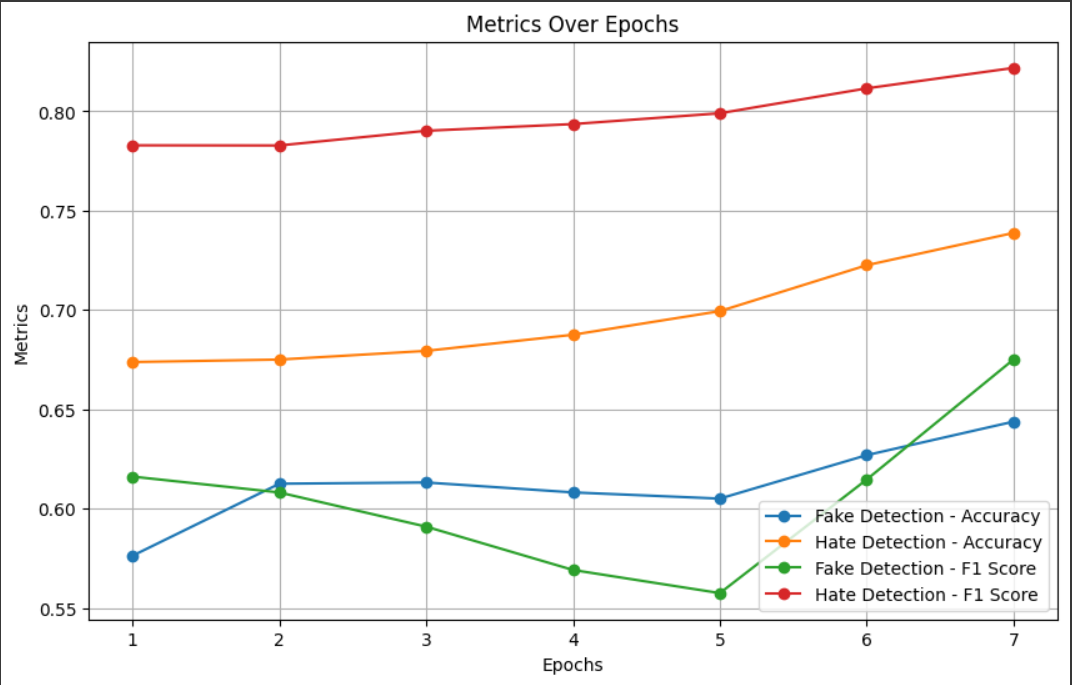 Metrics Over Epochs
Metrics
0.80
0.75
0.70
0.65
0.60
0.55
Fake Detection - Accuracy
Hate Detection - Accuracy
Fake Detection - F1 Score
Hate Detection - F1 Score
1 2 3 4 5 6 7
Epochs